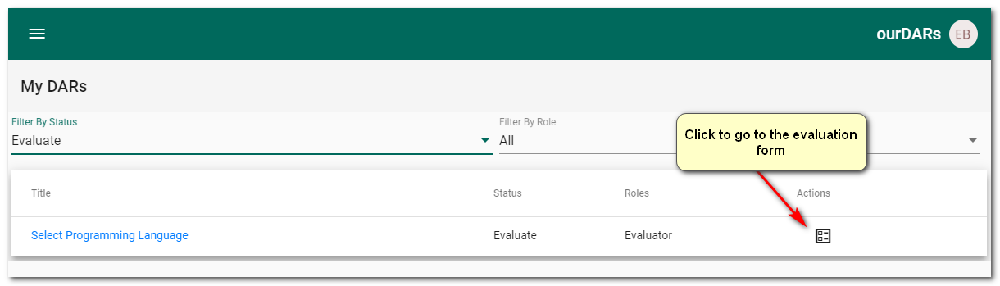 ourDARs EB
My DARs
Filter By Status
Filter By Role
Evaluate
All
Click to go to the evaluation
form
Title Status Roles Actions
Select Programming Language Evaluate Evaluator